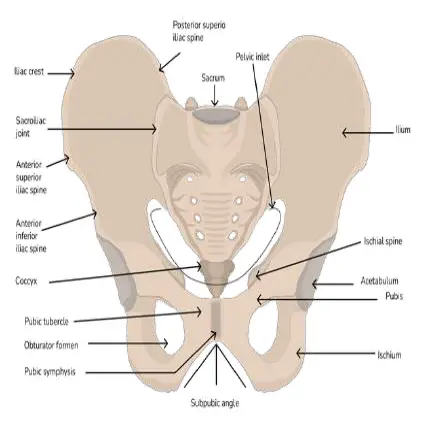 Posterior superio
iliac spine
Pelvic inlet
Iliac crest
Sacrum
Sacroiliac
joint
Ilium
Anterior
superior
iliac spine
Anterior
inferior
iliac spine
Ischial spine
Coccyx
Acetabulum
Pubis
Pubic tubercle
Obturator formen
Ischium
Pubic symphysis
Subpubic angle